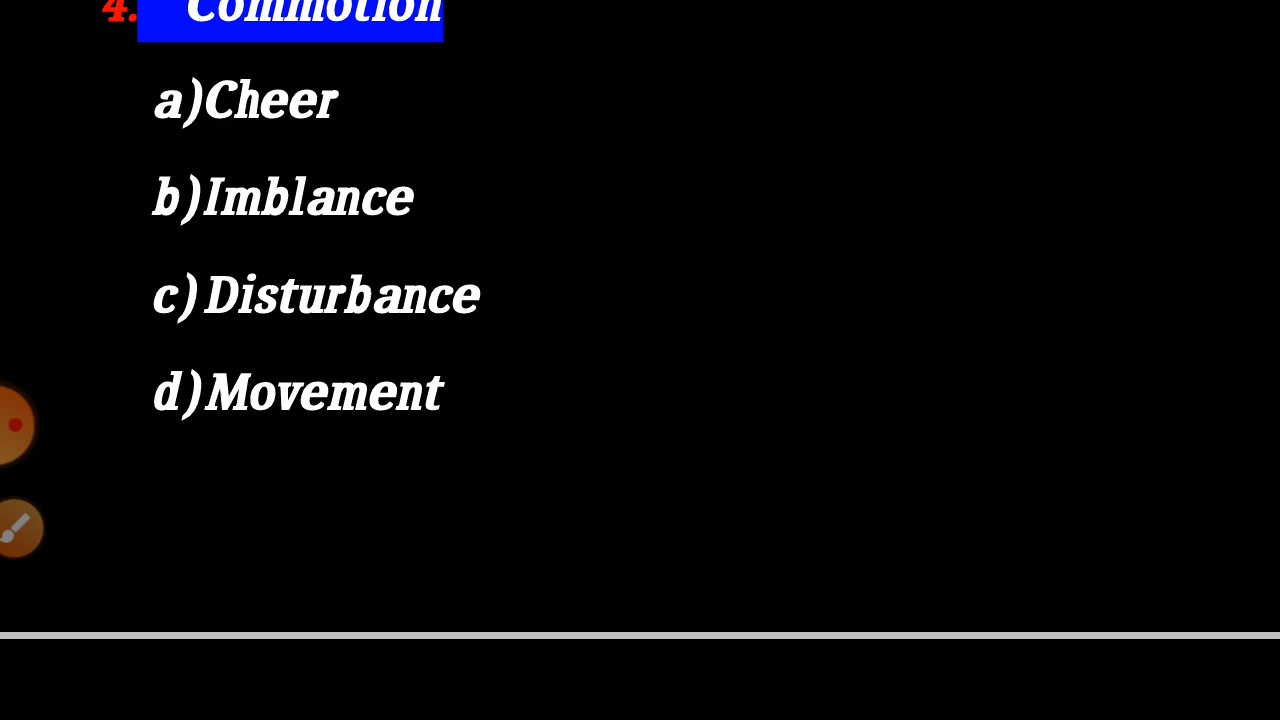 4. Commotion
a)Cheer
b)Imblance
c) Disturbance
d)Movement